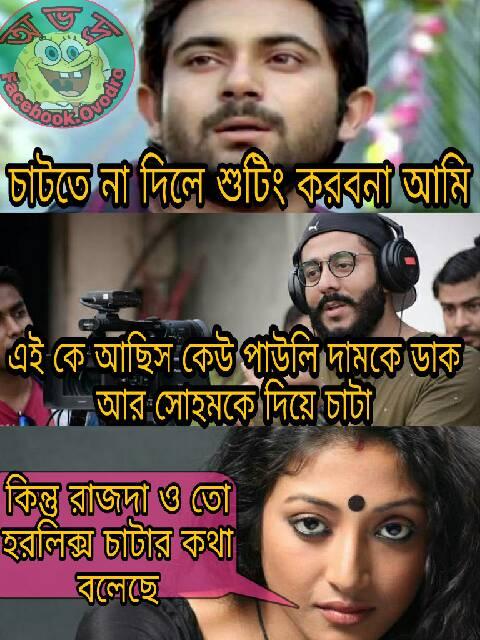 অভদ্র
Facebook.Ovodro
চাটতে না দিলে শুটিং করবনা আমি
এই কে আছিস কেউ পাউলি দামকে ডাক
আর সোহমকে দিয়ে চাটা
কিন্তু রাজদা ও তো
হরলিক্স চাটার কথা
বলেছে